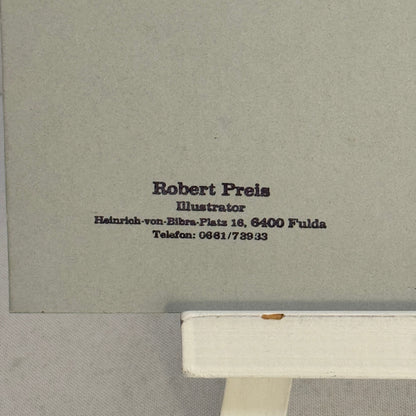 Robert Preis
Illustrator
Heinrich-von-Bibra-Platz 16, 6400 Fulda
Telefon: 0661/73933